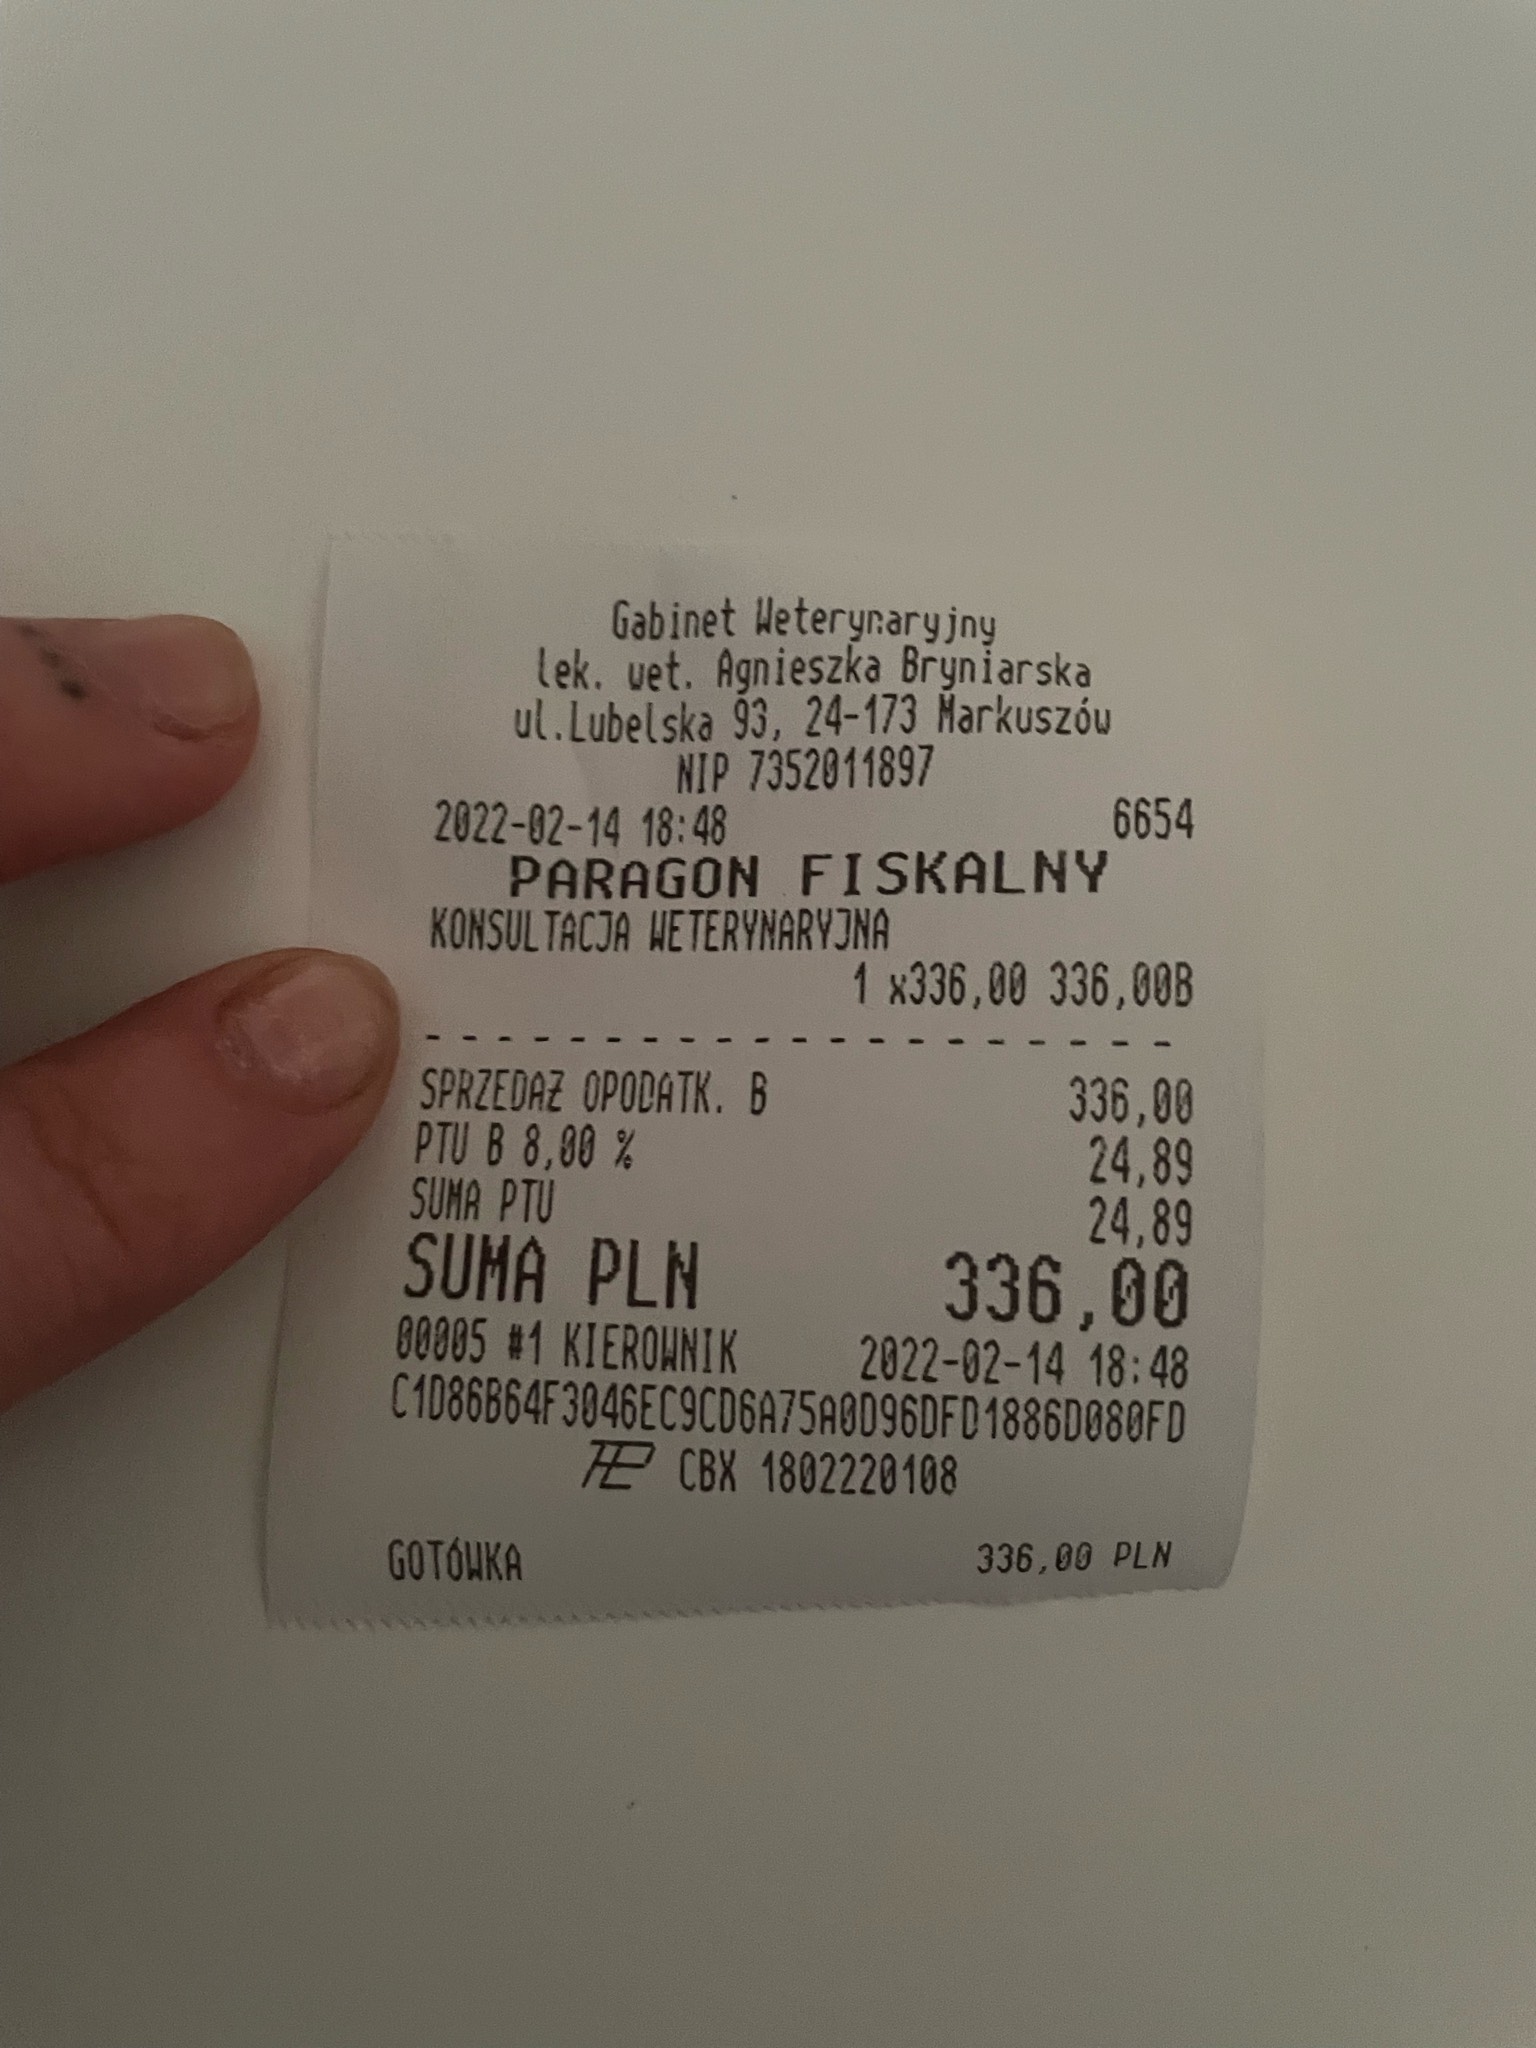 Gabinet Weterynaryjny
lek. wet. Agnieszka Bryniarska
ul.Lubelska 93, 24-173 Markuszów
NIP 7352011897
2022-02-14 18:48 6654
PARAGON FISKALNY
KONSULTACJA WETERYNARYJNA
1 x336,00 336,00B
SPRZEDAŻ OPODATK. B 336,00
PTU B 8,00 % 24,89
SUMA PTU 24,89
SUMA PLN 336,00
00005 #1 KIEROWNIK 2022-02-14 18:48
C1D86B64F3046EC9CD6A75A0D96DFD1886D080FD
CBX 1802220108
GOTÓWKA 336,00 PLN